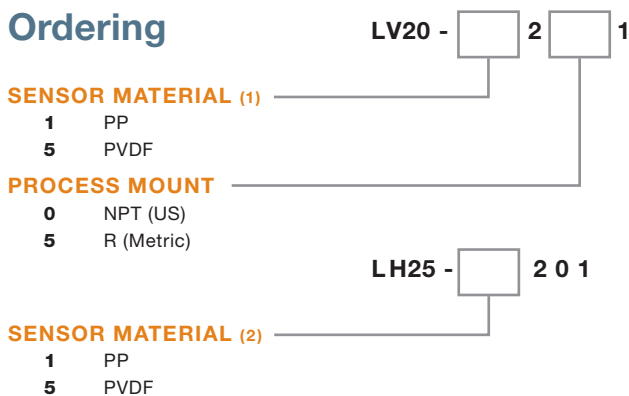 Ordering
LV20 - 2 1
SENSOR MATERIAL (1)
1 PP
5 PVDF
PROCESS MOUNT
0 NPT (US)
5 R (Metric)
LH25 - 2 0 1
SENSOR MATERIAL (2)
1 PP
5 PVDF